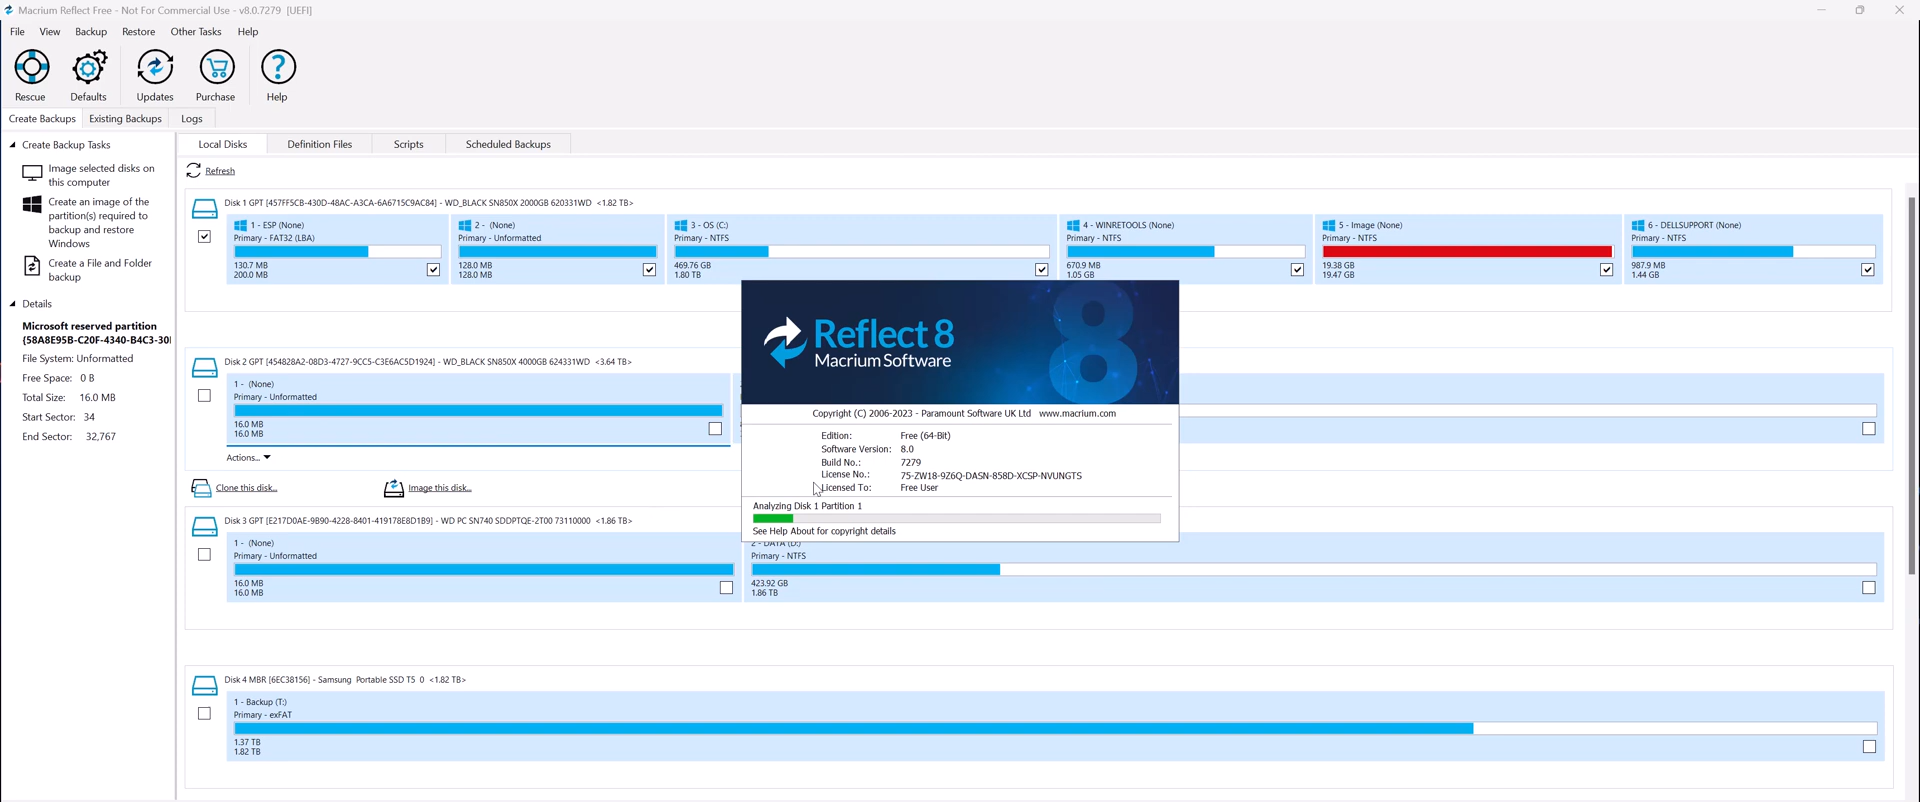 Macrium Reflect Free - Not For Commercial Use - v8.0.7279 [UEFI]
File View Backup Restore Other Tasks Help
Rescue Defaults Updates Purchase Help
Create Backups Existing Backups Logs
Create Backup Tasks
Image selected disks on
this computer
Create an image of the
partition(s) required to
backup and restore
Windows
Create a File and Folder
backup
Details
Microsoft reserved partition
{58A8E95B-C20F-4340-B4C3-30
File System: Unformatted
Free Space: 0 B
Total Size: 16.0 MB
Start Sector: 34
End Sector: 32,767
Local Disks Definition Files Scripts Scheduled Backups
Refresh
Disk 1 GPT [457FF5CB-430D-48AC-A3CA-6A6715C9AC84] - WD_BLACK SN850X 2000GB 620331WD <1.82 TB>
1 - ESP (None)
Primary - FAT32 (LBA)
130.7 MB
200.0 MB
2 - (None)
Primary - Unformatted
128.0 MB
128.0 MB
3 - OS (C:)
Primary - NTFS
469.76 GB
1.80 TB
4 - WINRETOOLS (None)
Primary - NTFS
670.9 MB
1.05 GB
5 - Image (None)
Primary - NTFS
19.38 GB
19.47 GB
6 - DELLSUPPORT (None)
Primary - NTFS
987.9 MB
1.44 GB
Disk 2 GPT [454828A2-08D3-4727-9CC5-C3E6AC5D1924] - WD_BLACK SN850X 4000GB 624331WD <3.64 TB>
1 - (None)
Primary - Unformatted
16.0 MB
16.0 MB
Actions...
Clone this disk... Image this disk...
Reflect 8
Macrium Software
8
Copyright (C) 2006-2023 - Paramount Software UK Ltd www.macrium.com
Edition: Free (64-Bit)
Software Version: 8.0
Build No.: 7279
License No.: 75-ZW18-9Z6Q-DASN-858D-XCSP-NVUNGTS
Licensed To: Free User
Analyzing Disk 1 Partition 1
See Help About for copyright details
Disk 3 GPT [E217D0AE-9B90-4228-8401-419178E8D1B9] - WD PC SN740 SDDPTQE-2T00 73110000 <1.86 TB>
1 - (None)
Primary - Unformatted
16.0 MB
16.0 MB
2 - DATA (D:)
Primary - NTFS
423.92 GB
1.86 TB
Disk 4 MBR [6EC38156] - Samsung Portable SSD T5 0 <1.82 TB>
1 - Backup (T:)
Primary - exFAT
1.37 TB
1.82 TB